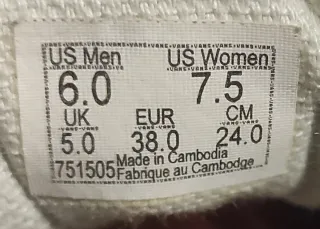 US Men US Women
6.0 7.5
UK EUR CM
5.0 38.0 24.0
751505 Made in Cambodia
Fabrique au Cambodge